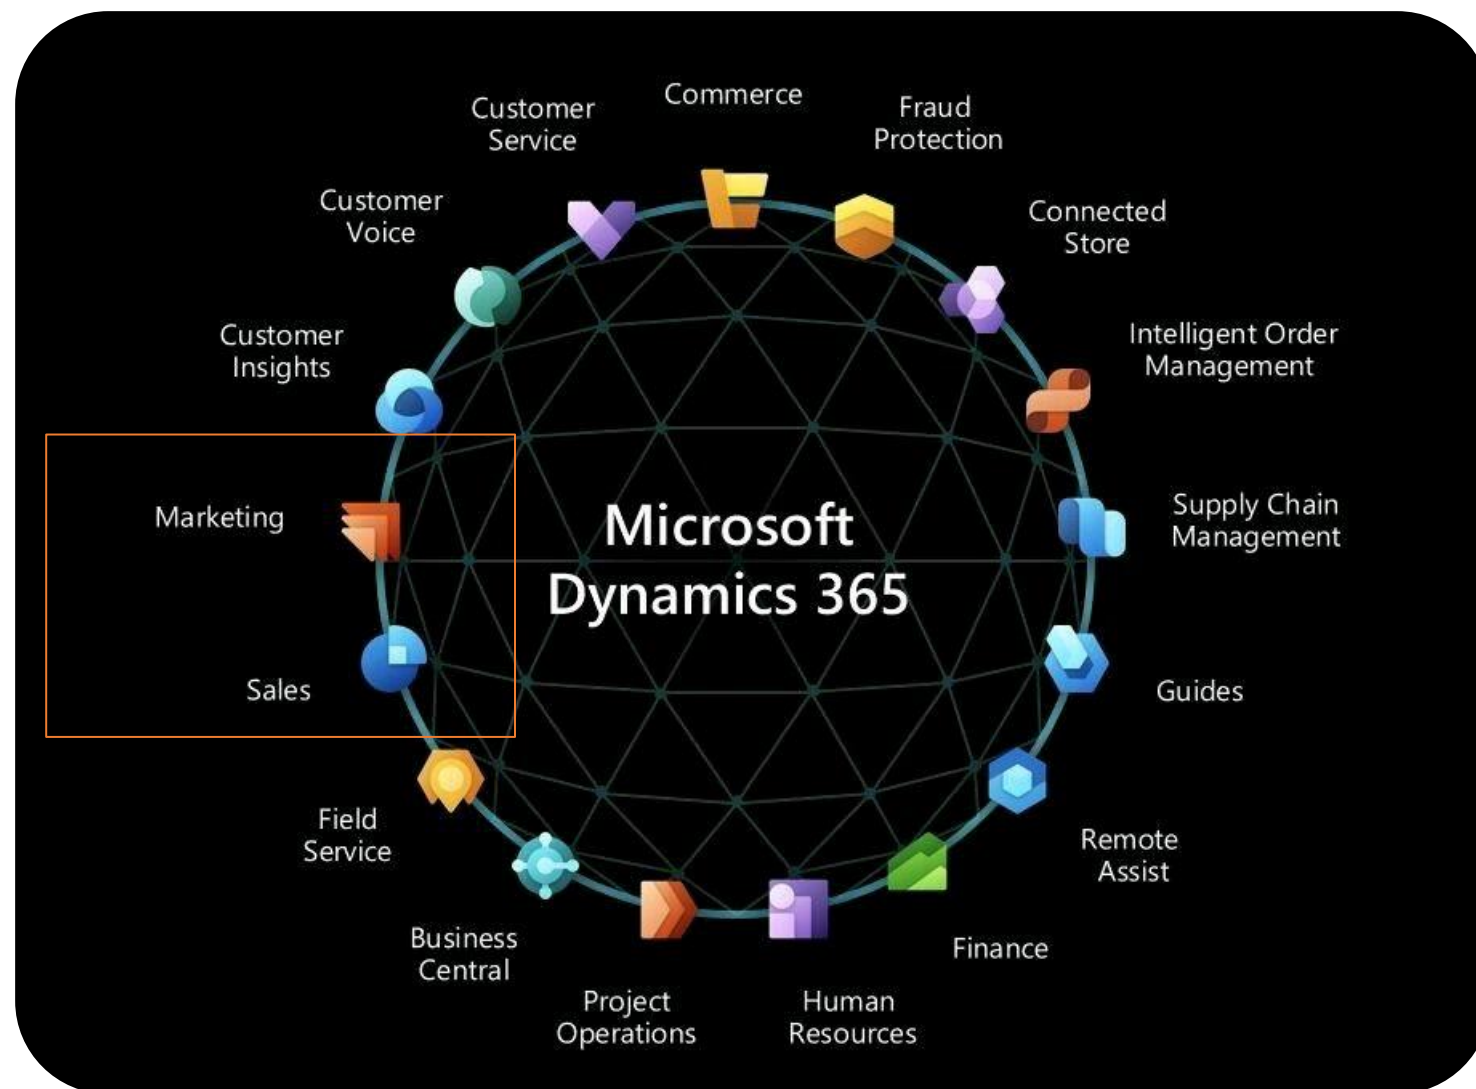 Commerce
Customer
Service
Fraud
Protection
Customer
Voice
Connected
Store
Customer
Insights
Intelligent Order
Management
Marketing
Microsoft
Dynamics 365
Supply Chain
Management
Sales
Guides
Field
Service
Remote
Assist
Business
Central
Finance
Project
Operations
Human
Resources